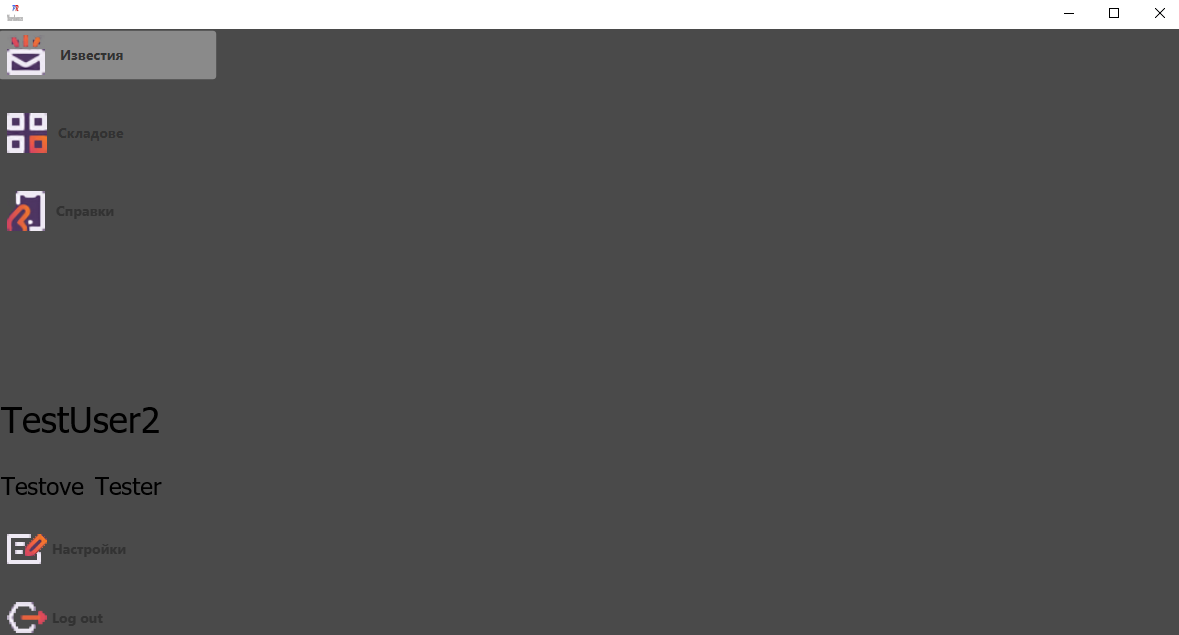 Известия
Складове
Справки
TestUser2
Testove Tester
Настройки
Log out